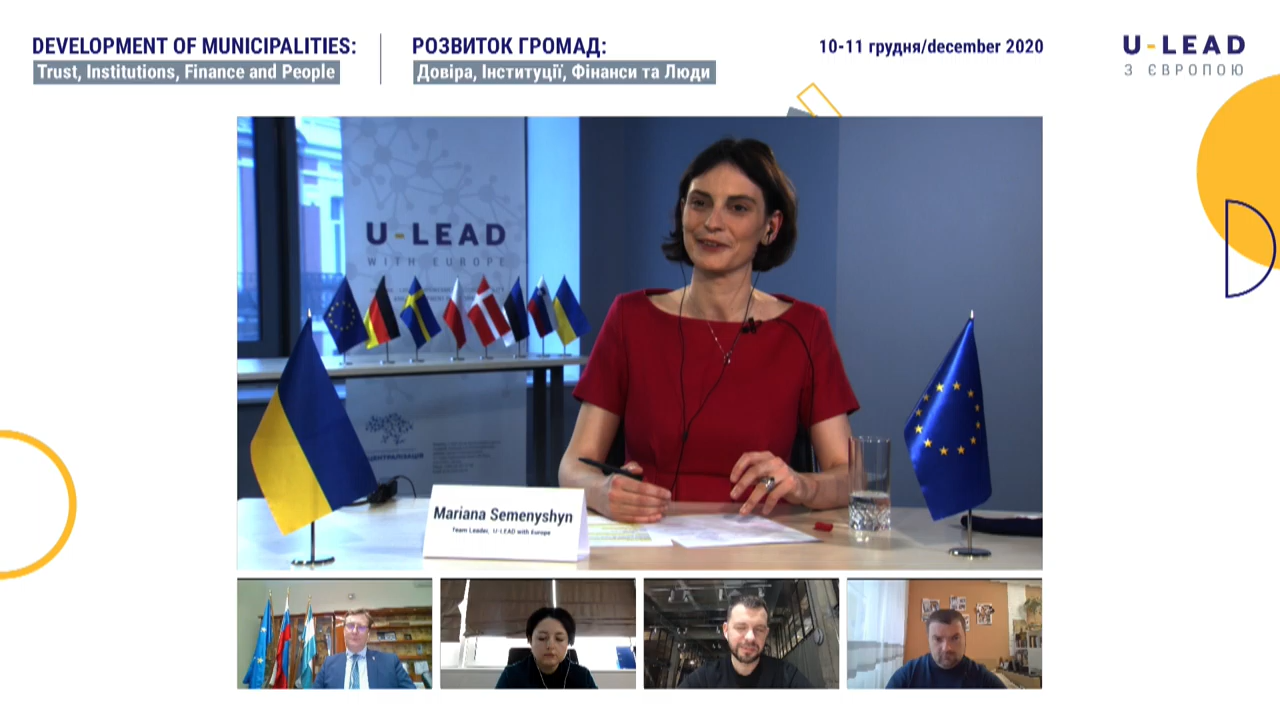 DEVELOPMENT OF MUNICIPALITIES:
Trust, Institutions, Finance and People
РОЗВИТОК ГРОМАД:
Довіра, Інституції, Фінанси та Люди
10-11 грудня/december 2020
U-LEAD
З ЄВРОПОЮ
U-LEAD
WITH EUROPE
Mariana Semenyshyn
Team Leader, U-LEAD with Europe